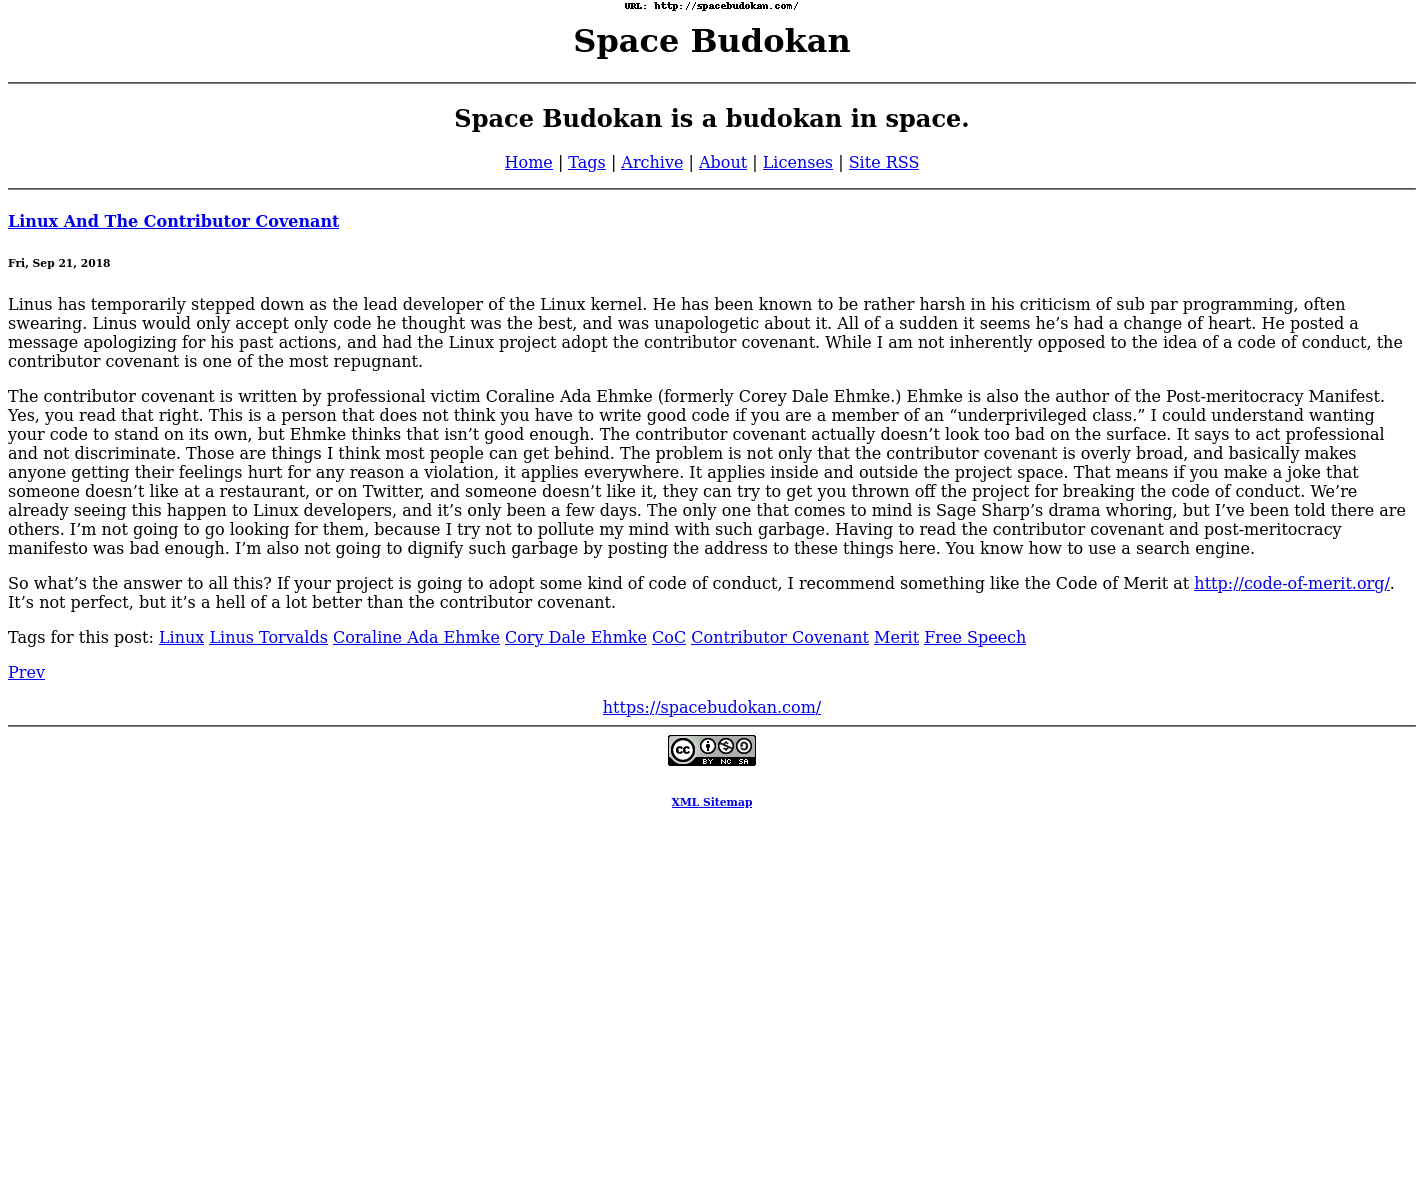 URL: http://spacebudokan.com/
Space Budokan
Space Budokan is a budokan in space.
Home | Tags | Archive | About | Licenses | Site RSS
Linux And The Contributor Covenant
Fri, Sep 21, 2018
Linus has temporarily stepped down as the lead developer of the Linux kernel. He has been known to be rather harsh in his criticism of sub par programming, often
swearing. Linus would only accept only code he thought was the best, and was unapologetic about it. All of a sudden it seems he’s had a change of heart. He posted a
message apologizing for his past actions, and had the Linux project adopt the contributor covenant. While I am not inherently opposed to the idea of a code of conduct, the
contributor covenant is one of the most repugnant.
The contributor covenant is written by professional victim Coraline Ada Ehmke (formerly Corey Dale Ehmke.) Ehmke is also the author of the Post-meritocracy Manifest.
Yes, you read that right. This is a person that does not think you have to write good code if you are a member of an “underprivileged class.” I could understand wanting
your code to stand on its own, but Ehmke thinks that isn’t good enough. The contributor covenant actually doesn’t look too bad on the surface. It says to act professional
and not discriminate. Those are things I think most people can get behind. The problem is not only that the contributor covenant is overly broad, and basically makes
anyone getting their feelings hurt for any reason a violation, it applies everywhere. It applies inside and outside the project space. That means if you make a joke that
someone doesn’t like at a restaurant, or on Twitter, and someone doesn’t like it, they can try to get you thrown off the project for breaking the code of conduct. We’re
already seeing this happen to Linux developers, and it’s only been a few days. The only one that comes to mind is Sage Sharp’s drama whoring, but I’ve been told there are
others. I’m not going to go looking for them, because I try not to pollute my mind with such garbage. Having to read the contributor covenant and post-meritocracy
manifesto was bad enough. I’m also not going to dignify such garbage by posting the address to these things here. You know how to use a search engine.
So what’s the answer to all this? If your project is going to adopt some kind of code of conduct, I recommend something like the Code of Merit at http://code-of-merit.org/.
It’s not perfect, but it’s a hell of a lot better than the contributor covenant.
Tags for this post: Linux Linus Torvalds Coraline Ada Ehmke Cory Dale Ehmke CoC Contributor Covenant Merit Free Speech
Prev
https://spacebudokan.com/
cc BY NC SA
XML Sitemap